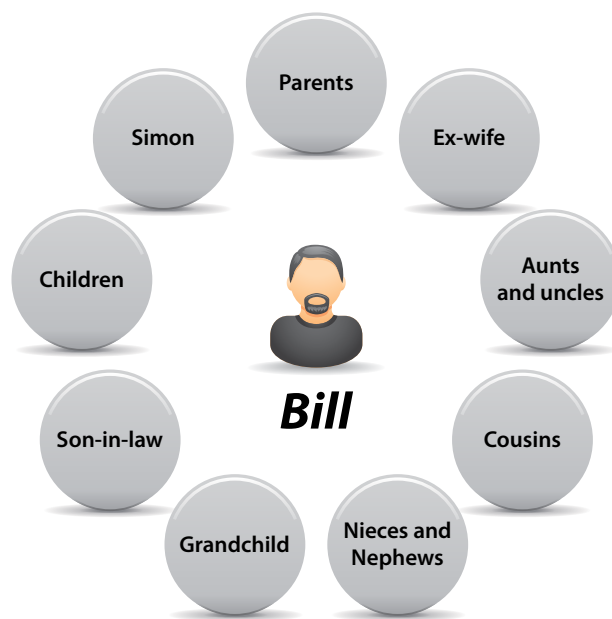 Parents
Simon
Ex-wife
Children
Aunts
and uncles
Bill
Son-in-law
Cousins
Grandchild
Nieces and
Nephews